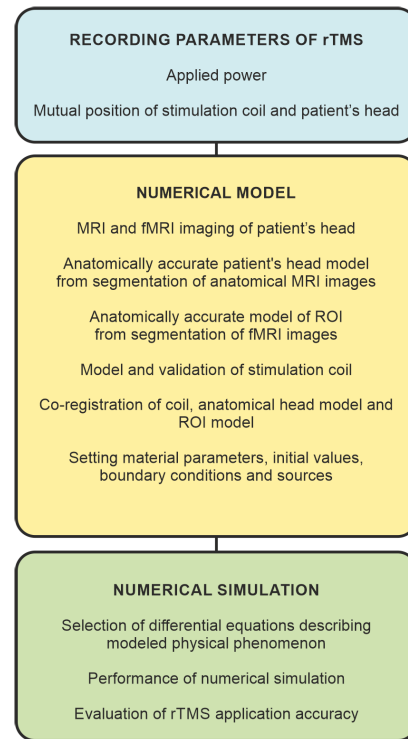 RECORDING PARAMETERS OF rTMS
Applied power
Mutual position of stimulation coil and patient’s head
NUMERICAL MODEL
MRI and fMRI imaging of patient’s head
Anatomically accurate patient's head model
from segmentation of anatomical MRI images
Anatomically accurate model of ROI
from segmentation of fMRI images
Model and validation of stimulation coil
Co-registration of coil, anatomical head model and
ROI model
Setting material parameters, initial values,
boundary conditions and sources
NUMERICAL SIMULATION
Selection of differential equations describing
modeled physical phenomenon
Performance of numerical simulation
Evaluation of rTMS application accuracy